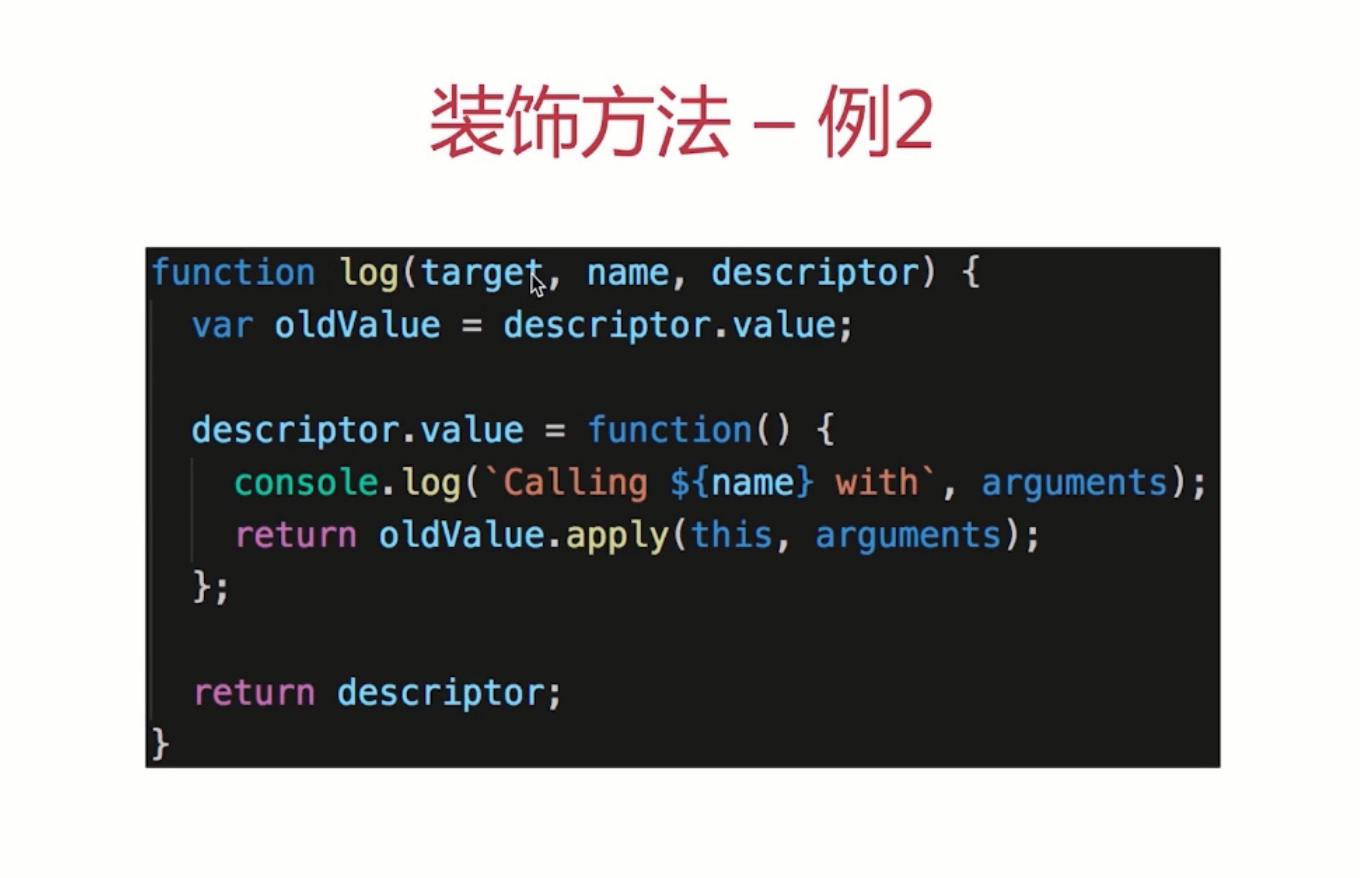 装饰方法 – 例2
function log(target, name, descriptor) {
  var oldValue = descriptor.value;

  descriptor.value = function() {
    console.log(`Calling ${name} with`, arguments);
    return oldValue.apply(this, arguments);
  };

  return descriptor;
}